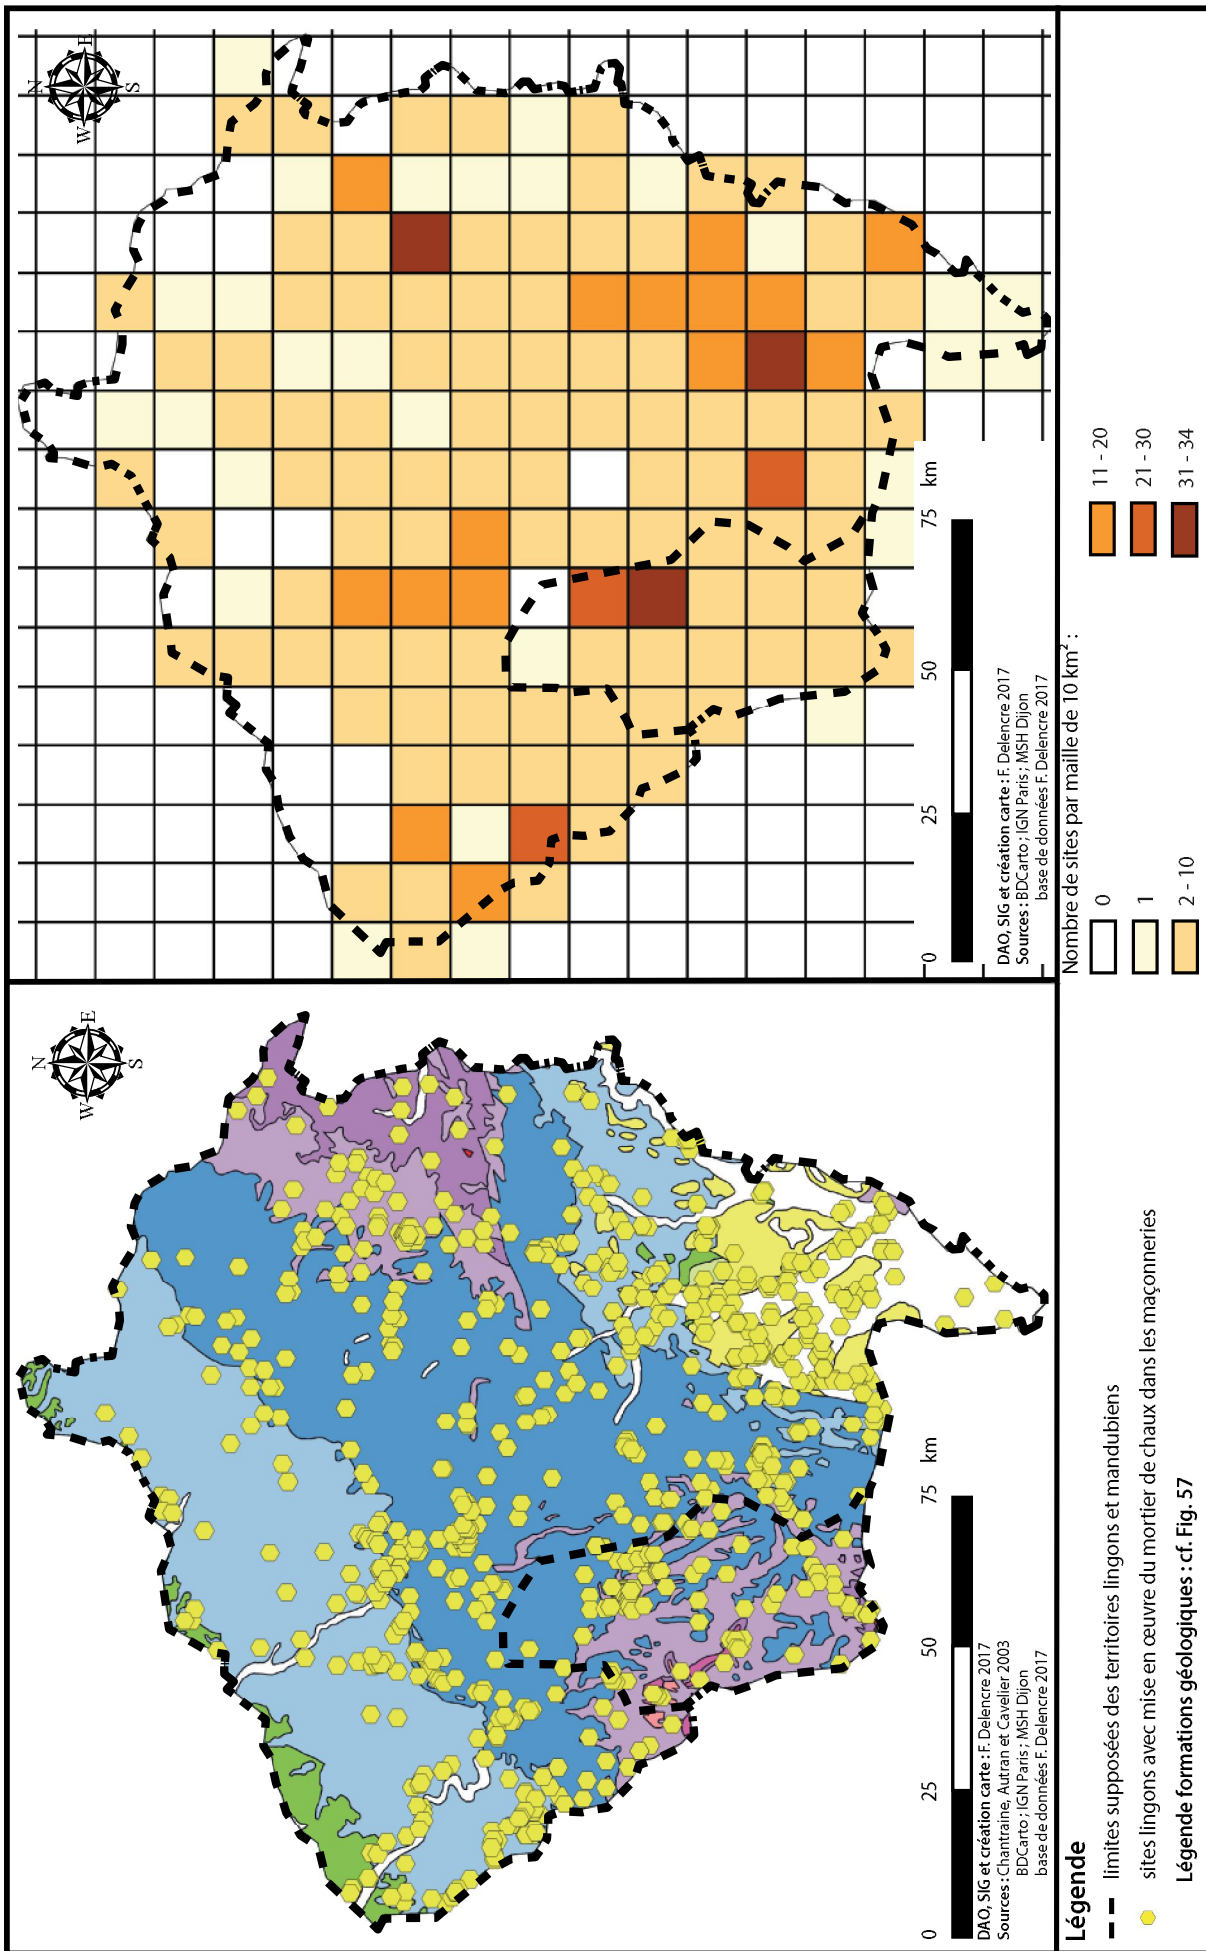 N
W
E
S
0
25
50
75
km
DAO, SIG et création carte : F. Delencre 2017
Sources : Chantraine, Autran et Cavelier 2003
BDCarto ; IGN Paris ; MSH Dijon
base de données F. Delencre 2017
N
W
E
S
0
25
50
75
km
DAO, SIG et création carte : F. Delencre 2017
Sources : BDCarto ; IGN Paris ; MSH Dijon
base de données F. Delencre 2017
Légende
limites supposées des territoires lingons et mandubiens
sites lingons avec mise en œuvre du mortier de chaux dans les maçonneries
Légende formations géologiques : cf. Fig. 57
Nombre de sites par maille de 10 km² :
0
1
2 - 10
11 - 20
21 - 30
31 - 34